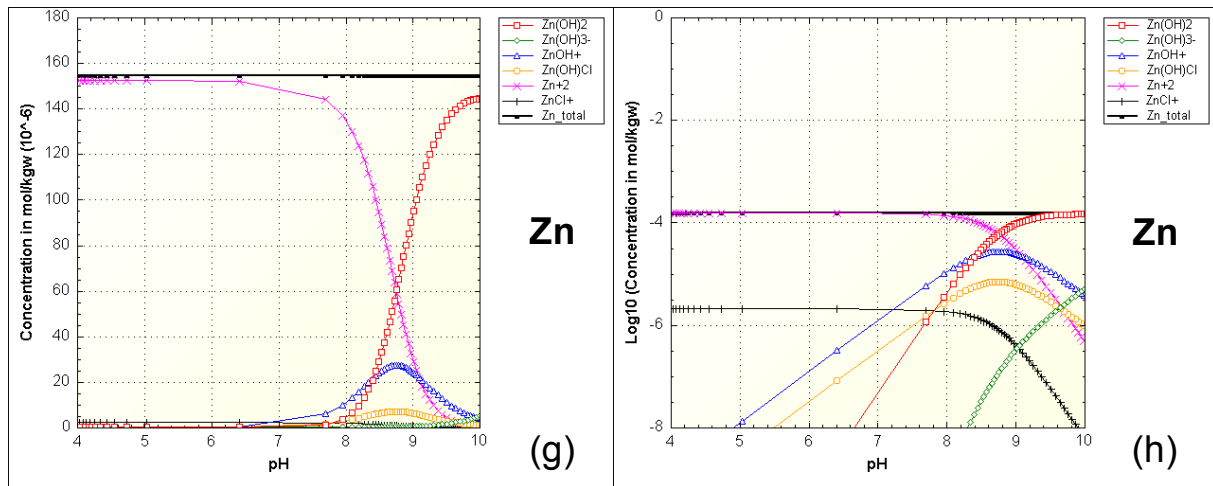 180
160
140
120
100
80
60
40
20
0
Concentration in mol/kgw (10^-6)
4 5 6 7 8 9 10
pH
Zn(OH)2
Zn(OH)3-
ZnOH+
Zn(OH)Cl
Zn+2
ZnCl+
Zn_total
Zn
(g)
0
-2
-4
-6
-8
Log10 (Concentration in mol/kgw)
4 5 6 7 8 9 10
pH
Zn(OH)2
Zn(OH)3-
ZnOH+
Zn(OH)Cl
Zn+2
ZnCl+
Zn_total
Zn
(h)